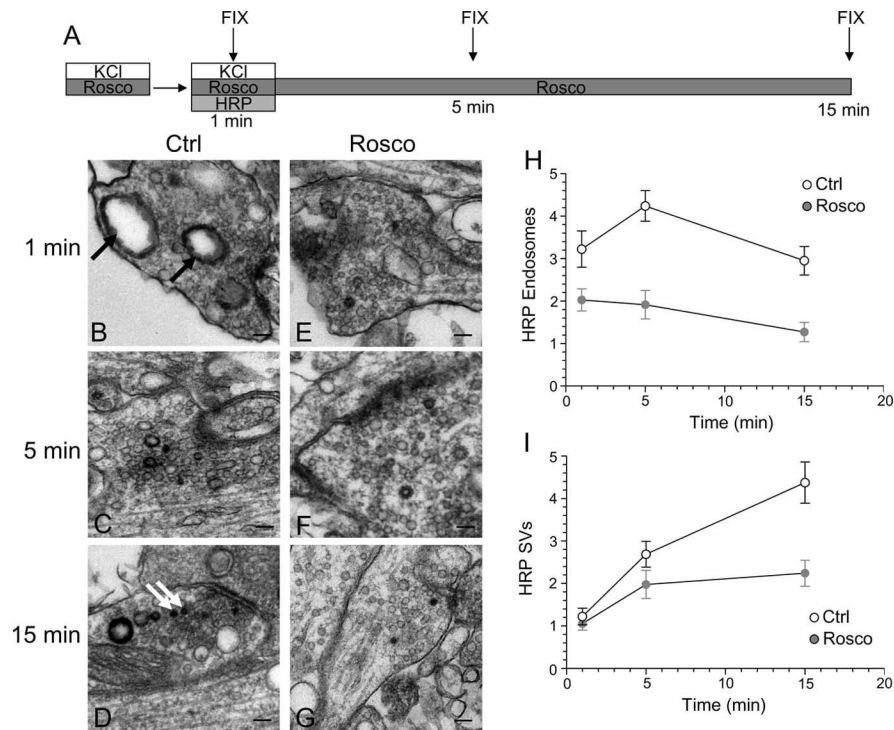 FIX FIX FIX
A
KCl KCl
Rosco Rosco Rosco
HRP
1 min 5 min 15 min
Ctrl Rosco
1 min
B E
5 min
C F
15 min
D G
H
5
4
3
2
1
0
HRP Endosomes
Ctrl
Rosco
0 5 10 15 20
Time (min)
I
5
4
3
2
1
0
HRP SVs
Ctrl
Rosco
0 5 10 15 20
Time (min)